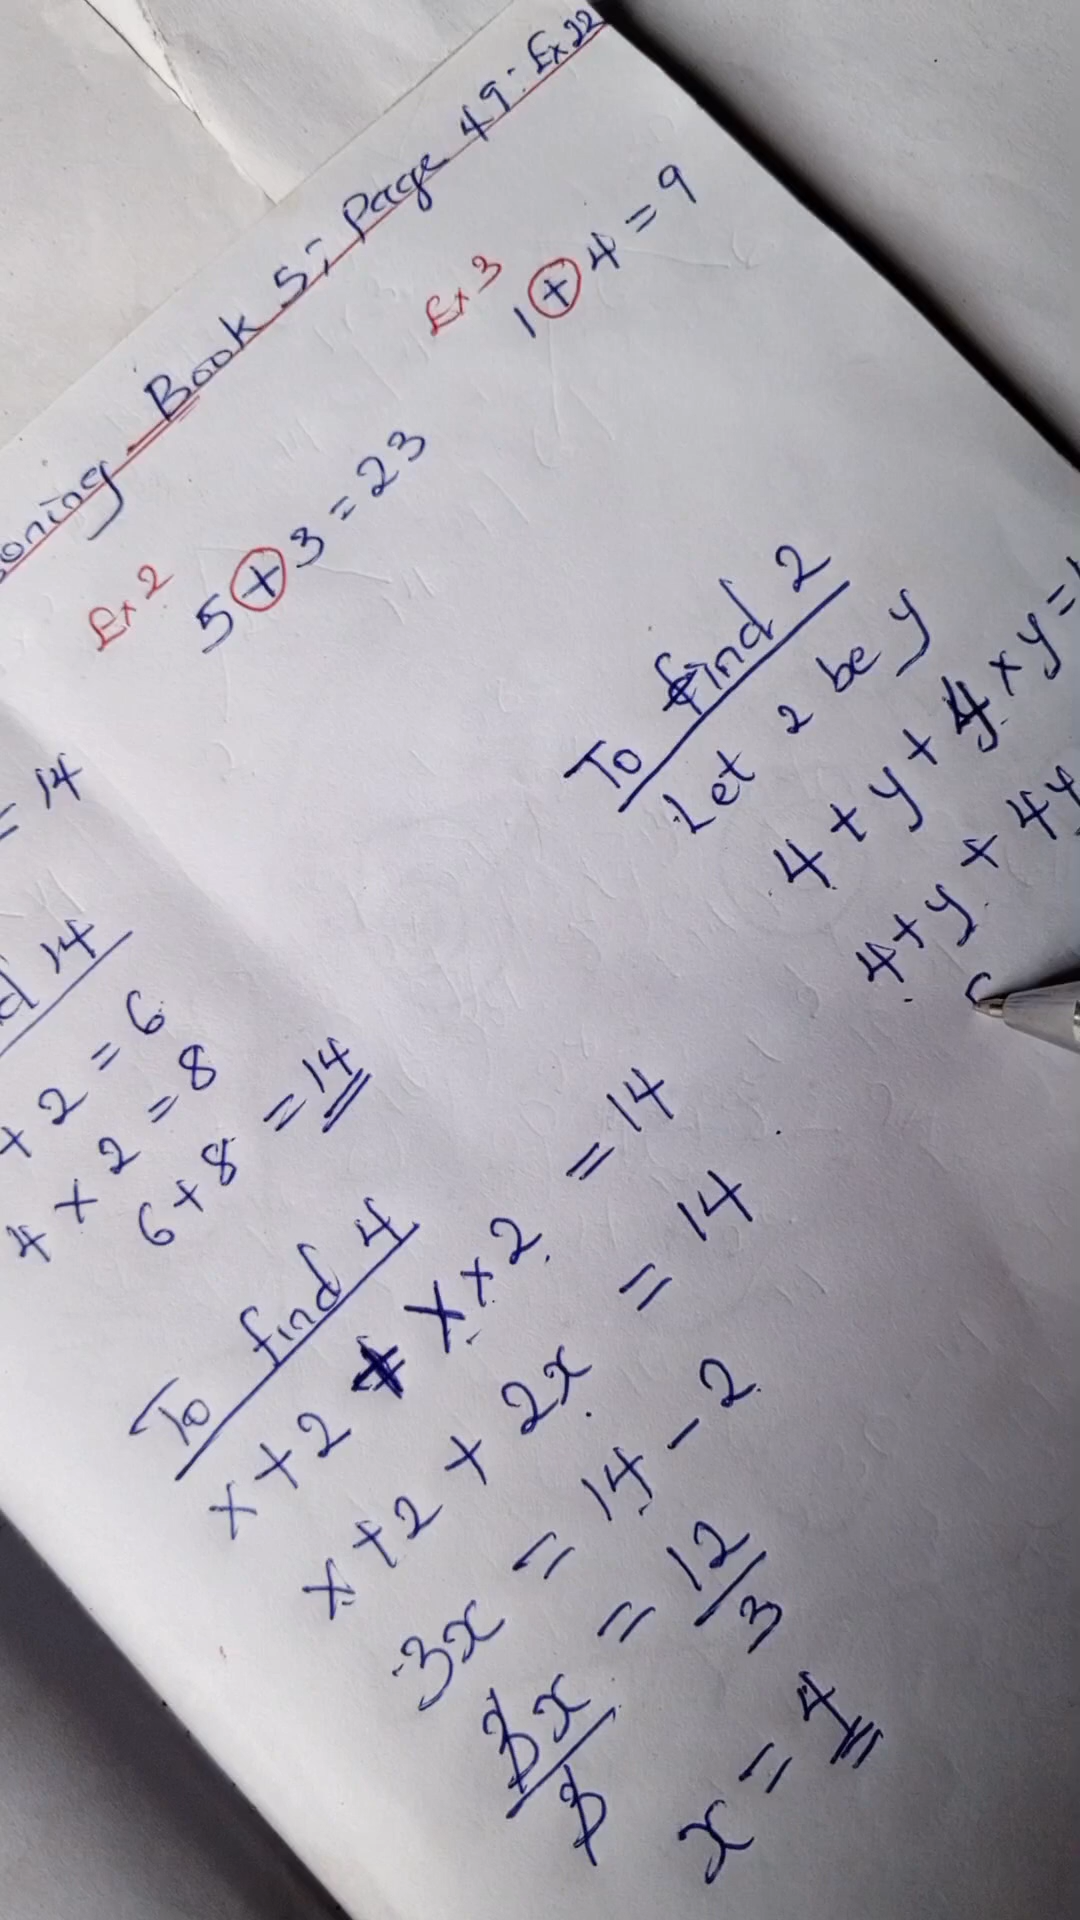 Book 5; Page 49: Ex 22
Ex 2
5 + 3 = 23
Ex 3
1 + 4 = 9
= 14
14
+ 2 = 6
4 × 2 = 8
6 + 8 = 14
To find 4
x + 2 + x × 2 = 14
x + 2 + 2x = 14
3x = 14 - 2
3x/3 = 12/3
x = 4
To find 2
Let 2 be y
4 + y + 4 × y =
4 + y + 4y